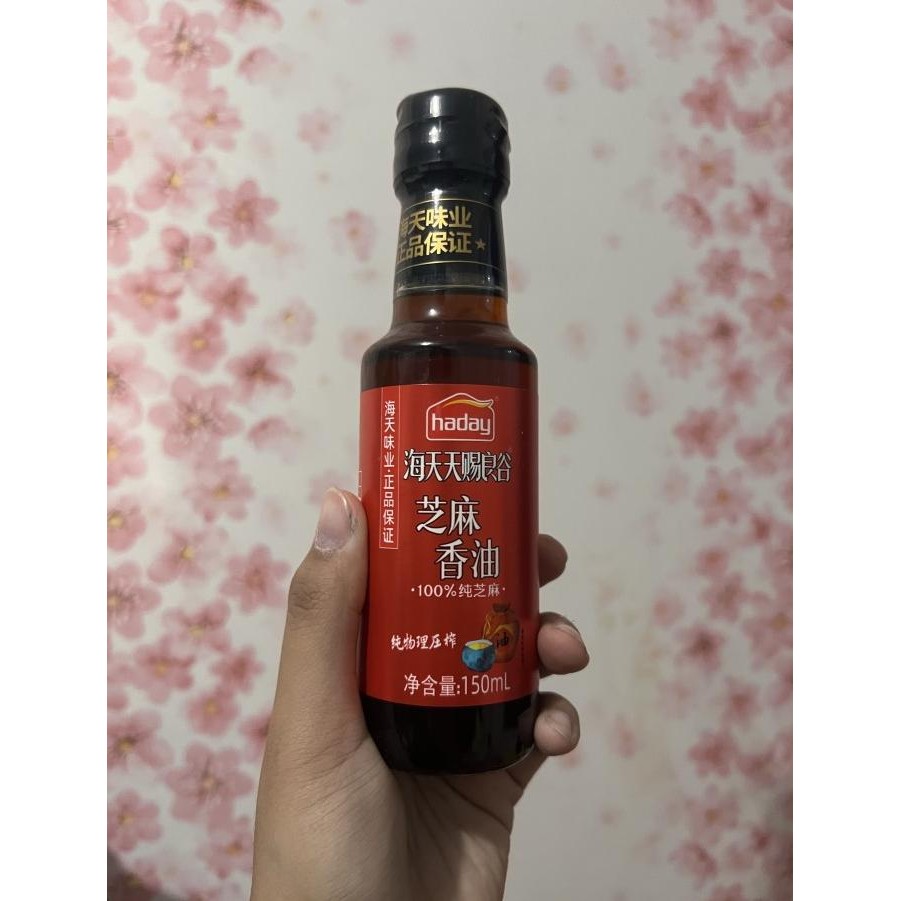 海天味业
正品保证★
haday
海天味业·正品保证
海天天赐良谷
芝麻
香油
·100%纯芝麻·
纯物理压榨
油
净含量:150mL